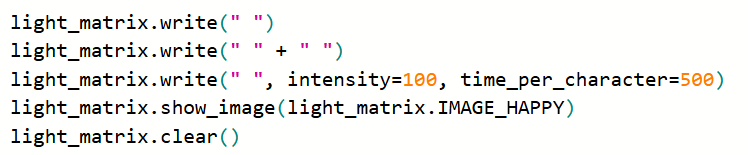 light_matrix.write(" ")
light_matrix.write(" " + " ")
light_matrix.write(" ", intensity=100, time_per_character=500)
light_matrix.show_image(light_matrix.IMAGE_HAPPY)
light_matrix.clear()